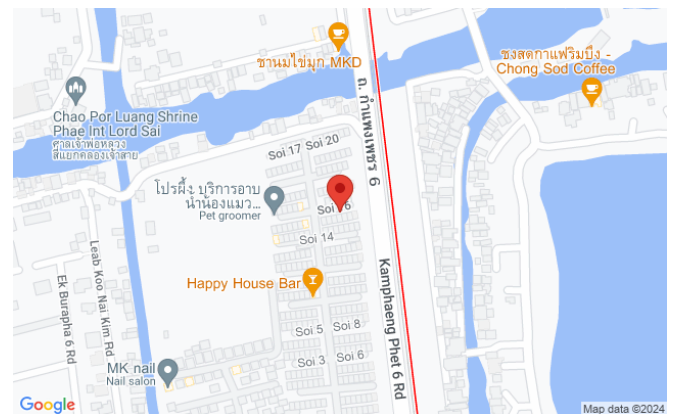 ชานมไข่มุก MKD
ถ. กำแพงเพชร 6
ชงสดกาแฟริมบึง -
Chong Sod Coffee
Chao Por Luang Shrine
Phae Int Lord Sai
ศาลเจ้าพ่อหลวง
สี่แยกคลองเจ้าสาย
Soi 17
Soi 20
โปรผึ้ง บริการอาบ
น้ำน้องแมว...
Pet groomer
Soi 14
Leab Koo Nai Kim Rd
Ek Burapha 6 Rd
Happy House Bar
Kamphaeng Phet 6 Rd
Soi 5
Soi 8
Soi 3
Soi 6
MK nail
Nail salon
Google
Map data ©2024